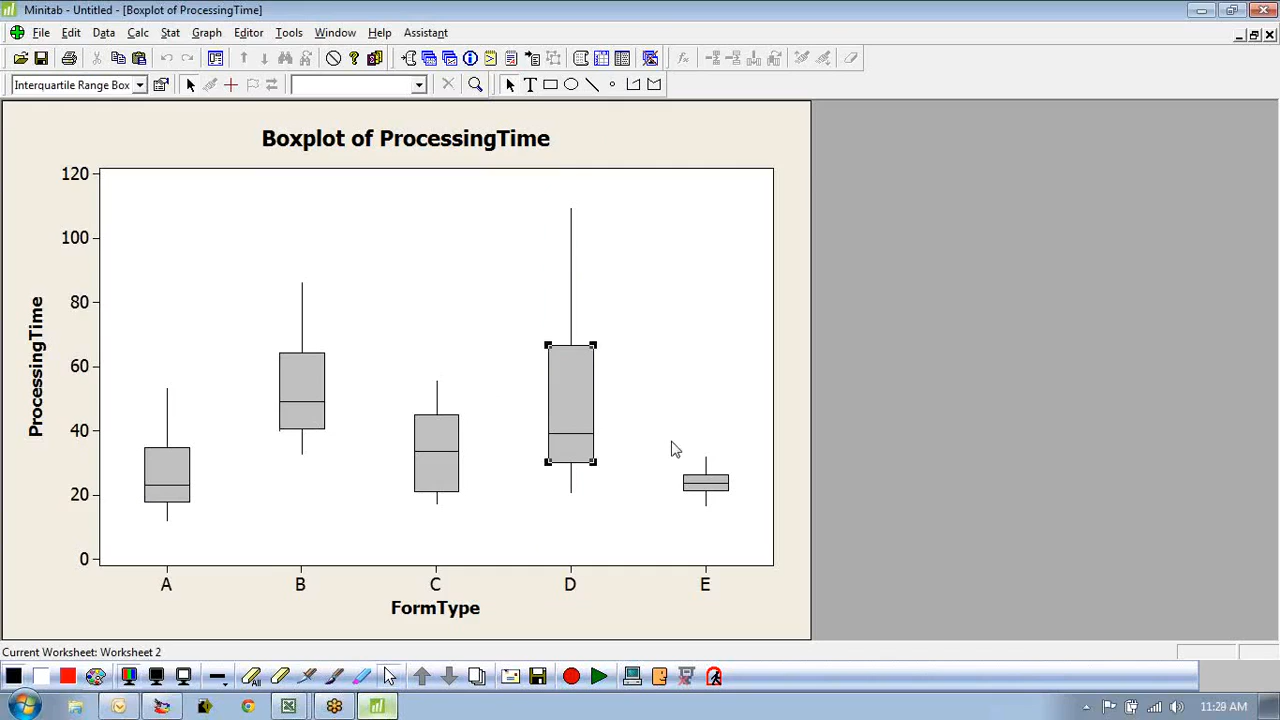 Minitab - Untitled - [Boxplot of ProcessingTime]
File Edit Data Calc Stat Graph Editor Tools Window Help Assistant
Interquartile Range Box
Boxplot of ProcessingTime
120
100
80
60
40
20
0
ProcessingTime
A B C D E
FormType
Current Worksheet: Worksheet 2
11:29 AM